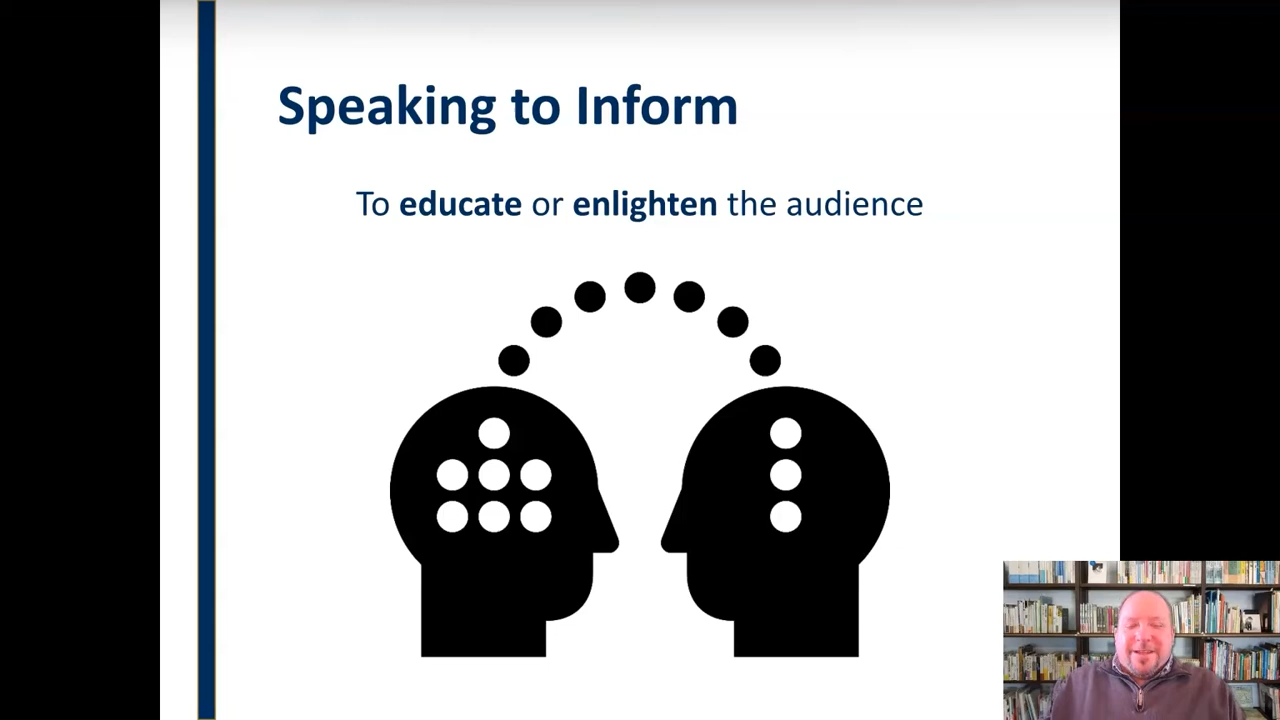 Speaking to Inform
To educate or enlighten the audience